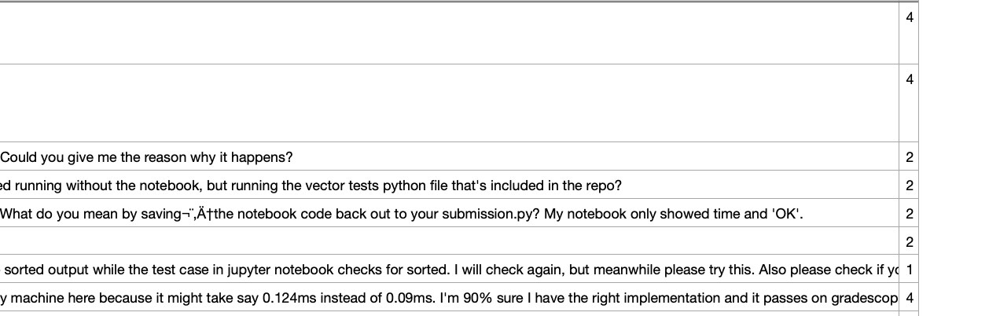 4
4
Could you give me the reason why it happens? 2
ed running without the notebook, but running the vector tests python file that's included in the repo? 2
What do you mean by saving¬¨‚Ä†the notebook code back out to your submission.py? My notebook only showed time and 'OK'. 2
2
sorted output while the test case in jupyter notebook checks for sorted. I will check again, but meanwhile please try this. Also please check if yo 1
y machine here because it might take say 0.124ms instead of 0.09ms. I'm 90% sure I have the right implementation and it passes on gradescop 4